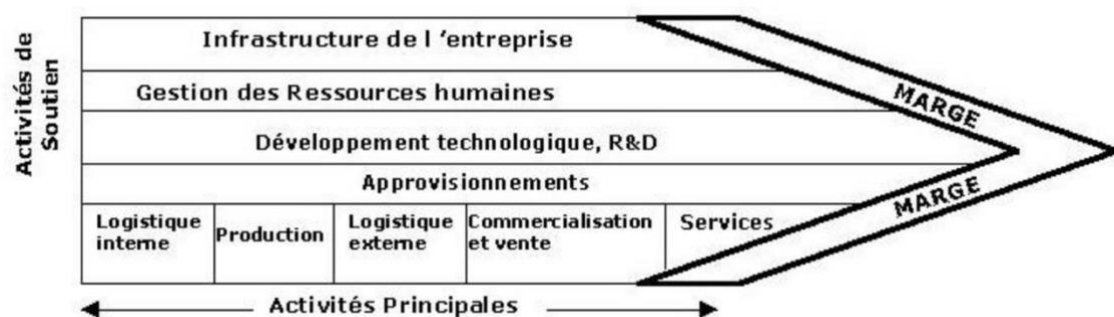 Activités de
Soutien
Infrastructure de l ‘entreprise
Gestion des Ressources humaines
Développement technologique, R&D
Approvisionnements
MARGE
MARGE
Logistique
interne
Production
Logistique
externe
Commercialisation
et vente
Services
Activités Principales